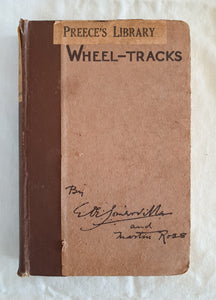 PREECE'S LIBRARY
WHEEL-TRACKS
By
E Œ Somerville
and
Martin Ross